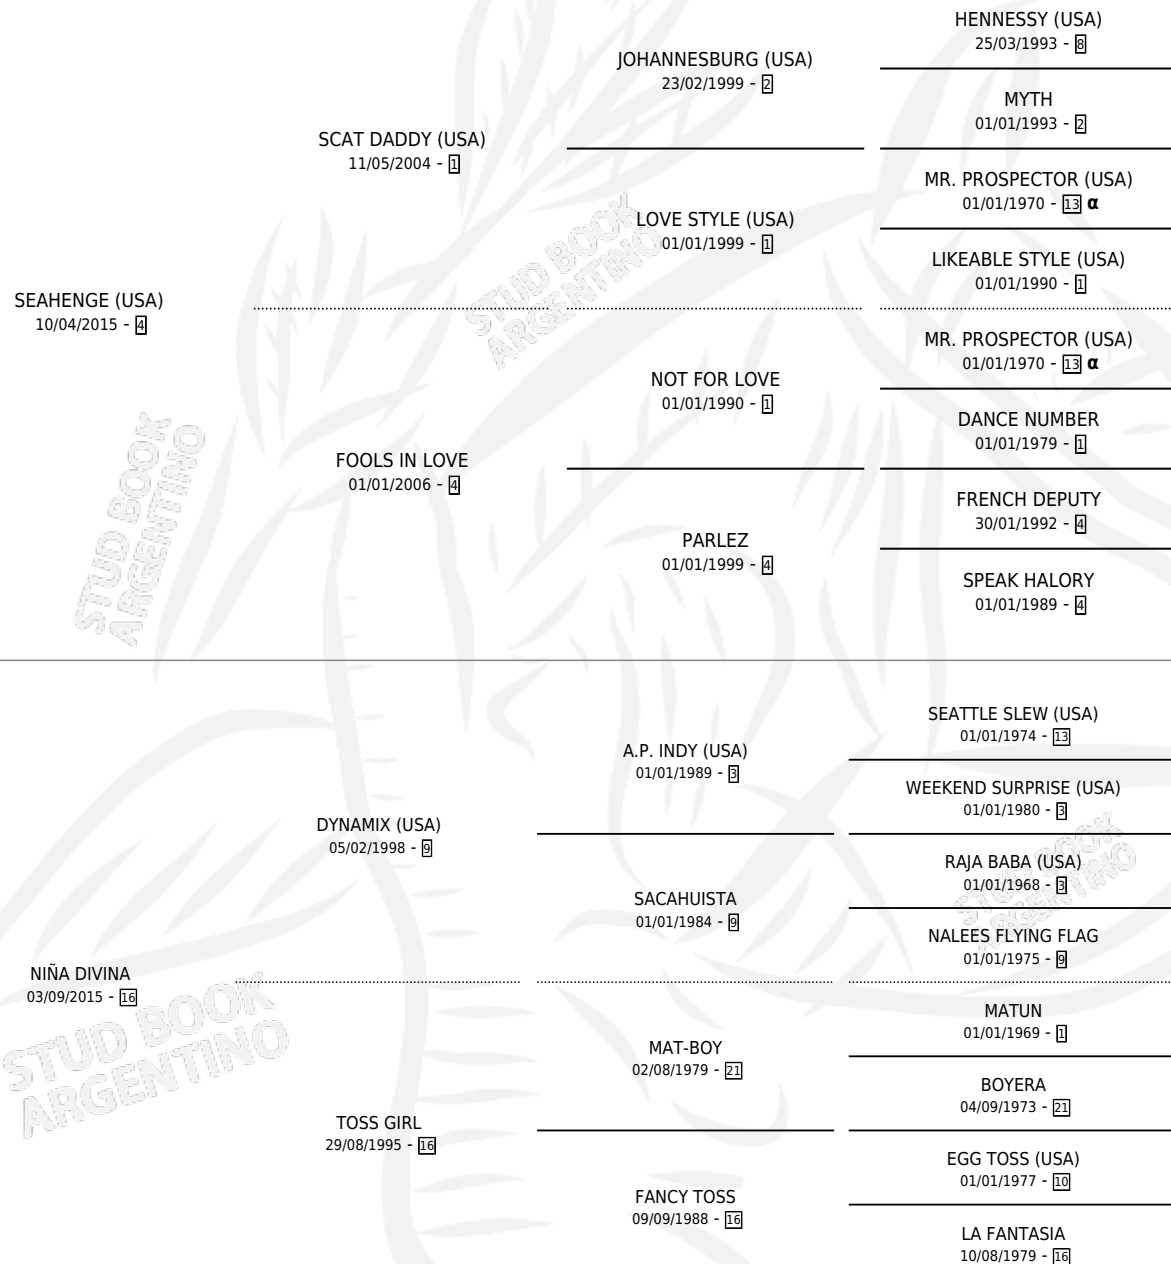 HENNESSY (USA)
25/03/1993 - 8
JOHANNESBURG (USA)
23/02/1999 - 2
MYTH
01/01/1993 - 2
SCAT DADDY (USA)
11/05/2004 - 1
MR. PROSPECTOR (USA)
01/01/1970 - 13 α
LOVE STYLE (USA)
01/01/1999 - 1
LIKEABLE STYLE (USA)
01/01/1990 - 1
SEAHENGE (USA)
10/04/2015 - 4
MR. PROSPECTOR (USA)
01/01/1970 - 13 α
NOT FOR LOVE
01/01/1990 - 1
DANCE NUMBER
01/01/1979 - 1
FOOLS IN LOVE
01/01/2006 - 4
FRENCH DEPUTY
30/01/1992 - 4
PARLEZ
01/01/1999 - 4
SPEAK HALORY
01/01/1989 - 4
SEATTLE SLEW (USA)
01/01/1974 - 13
A.P. INDY (USA)
01/01/1989 - 3
WEEKEND SURPRISE (USA)
01/01/1980 - 3
DYNAMIX (USA)
05/02/1998 - 9
RAJA BABA (USA)
01/01/1968 - 3
SACAHUISTA
01/01/1984 - 9
NALEES FLYING FLAG
01/01/1975 - 9
NIÑA DIVINA
03/09/2015 - 16
MATUN
01/01/1969 - 1
MAT-BOY
02/08/1979 - 21
BOYERA
04/09/1973 - 21
TOSS GIRL
29/08/1995 - 16
EGG TOSS (USA)
01/01/1977 - 10
FANCY TOSS
09/09/1988 - 16
LA FANTASIA
10/08/1979 - 16
STUD BOOK
ARGENTINO
STUD BOOK
ARGENTINO
STUD BOOK
ARGENTINO
STUD BOOK
ARGENTINO